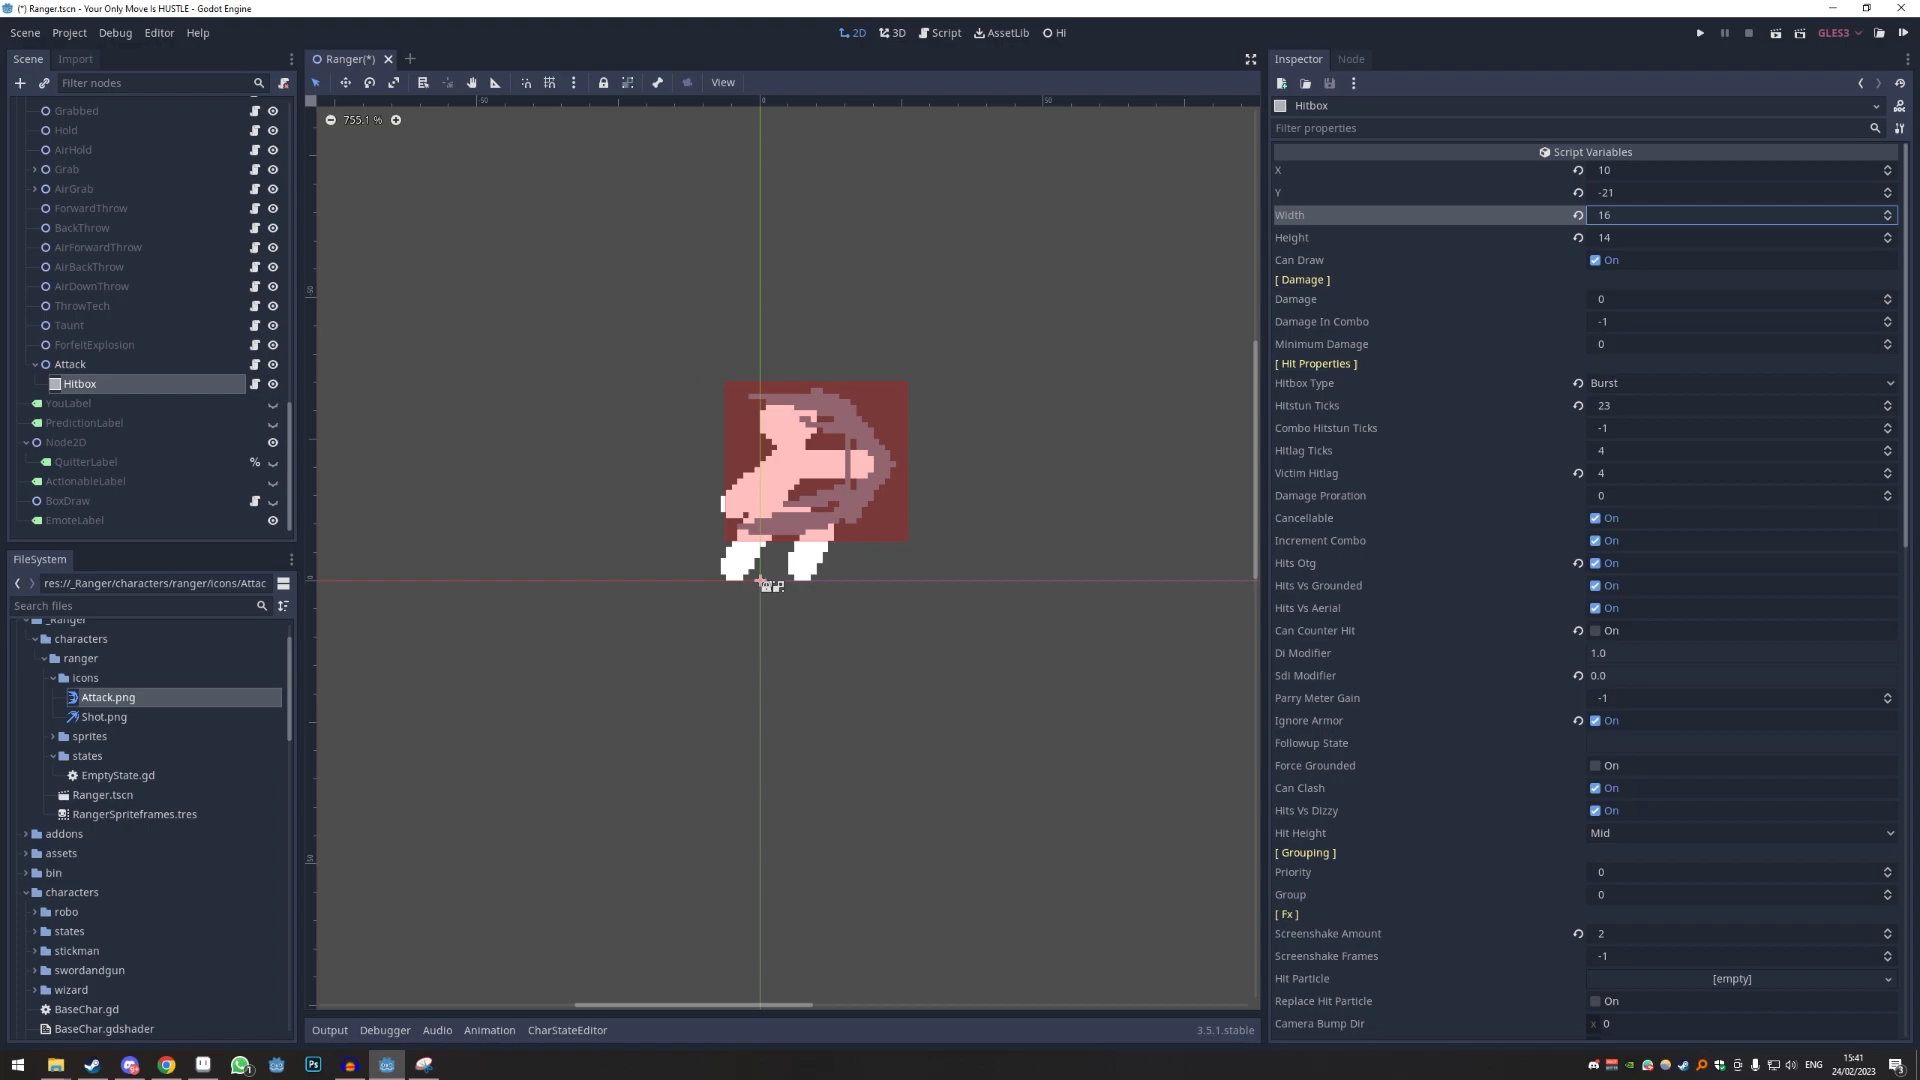 (*) Ranger.tscn - Your Only Move Is HUSTLE - Godot Engine
Scene Project Debug Editor Help
2D 3D Script AssetLib Hi
GLES3
Scene Import
Filter nodes
Grabbed
Hold
AirHold
Grab
AirGrab
ForwardThrow
BackThrow
AirForwardThrow
AirBackThrow
AirDownThrow
ThrowTech
Taunt
ForfeitExplosion
Attack
Hitbox
YouLabel
PredictionLabel
Node2D
QuitterLabel %
ActionableLabel
BoxDraw
EmoteLabel
FileSystem
res://_Ranger/characters/ranger/icons/Attac
Search files
_Ranger
characters
ranger
icons
Attack.png
Shot.png
sprites
states
EmptyState.gd
Ranger.tscn
RangerSpriteframes.tres
addons
assets
bin
characters
robo
states
stickman
swordandgun
wizard
BaseChar.gd
BaseChar.gdshader
Ranger(*)
View
-50 0 50
755.1 %
-50
0
50
Output Debugger Audio Animation CharStateEditor 3.5.1.stable
Inspector Node
Hitbox
Filter properties
Script Variables
X 10
Y -21
Width 16
Height 14
Can Draw On
[ Damage ]
Damage 0
Damage In Combo -1
Minimum Damage 0
[ Hit Properties ]
Hitbox Type Burst
Hitstun Ticks 23
Combo Hitstun Ticks -1
Hitlag Ticks 4
Victim Hitlag 4
Damage Proration 0
Cancellable On
Increment Combo On
Hits Otg On
Hits Vs Grounded On
Hits Vs Aerial On
Can Counter Hit On
Di Modifier 1.0
Sdi Modifier 0.0
Parry Meter Gain -1
Ignore Armor On
Followup State
Force Grounded On
Can Clash On
Hits Vs Dizzy On
Hit Height Mid
[ Grouping ]
Priority 0
Group 0
[ Fx ]
Screenshake Amount 2
Screenshake Frames -1
Hit Particle [empty]
Replace Hit Particle On
Camera Bump Dir x 0
Ps
ENG
15:41
24/02/2023